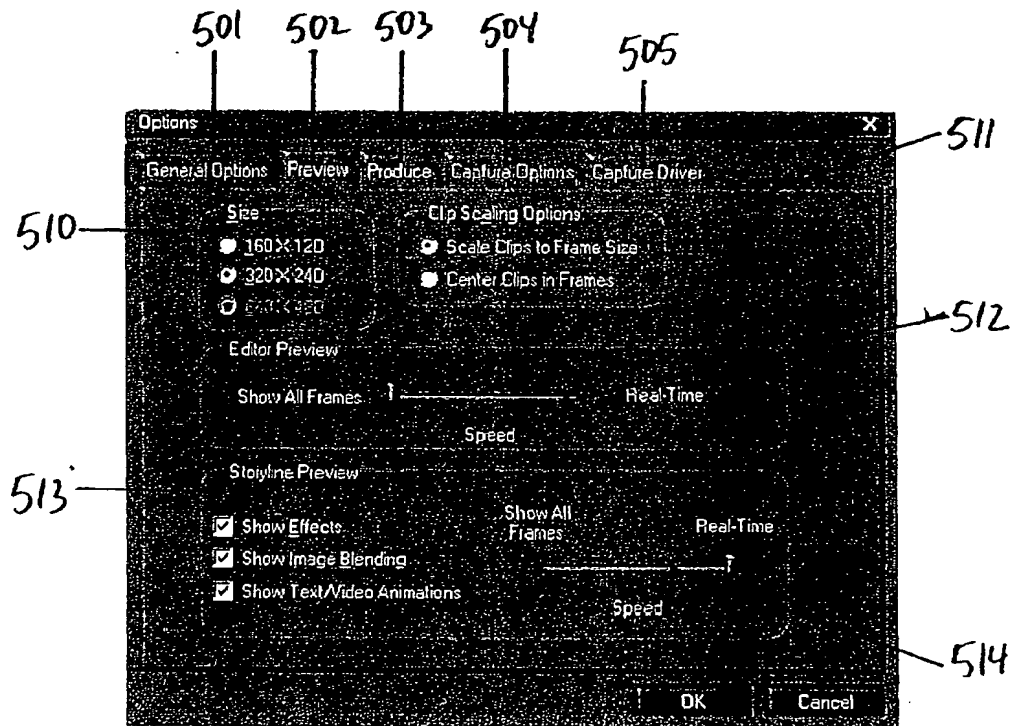 501 502 503 504 505
Options X
511
General Options Preview Produce Capture Options Capture Driver
510
Size Clip Scaling Options
160 X 120 Scale Clips to Frame Size
320 X 240 Center Clips in Frames
640 X 480
512
Editor Preview
Show All Frames Real-Time
Speed
513
Storyline Preview
Show All Frames Real-Time
Show Effects
Show Image Blending
Show Text/Video Animations
Speed
514
OK Cancel